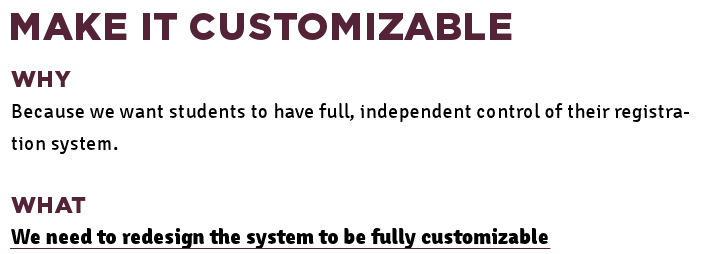 MAKE IT CUSTOMIZABLE
WHY
Because we want students to have full, independent control of their registra-
tion system.
WHAT
We need to redesign the system to be fully customizable